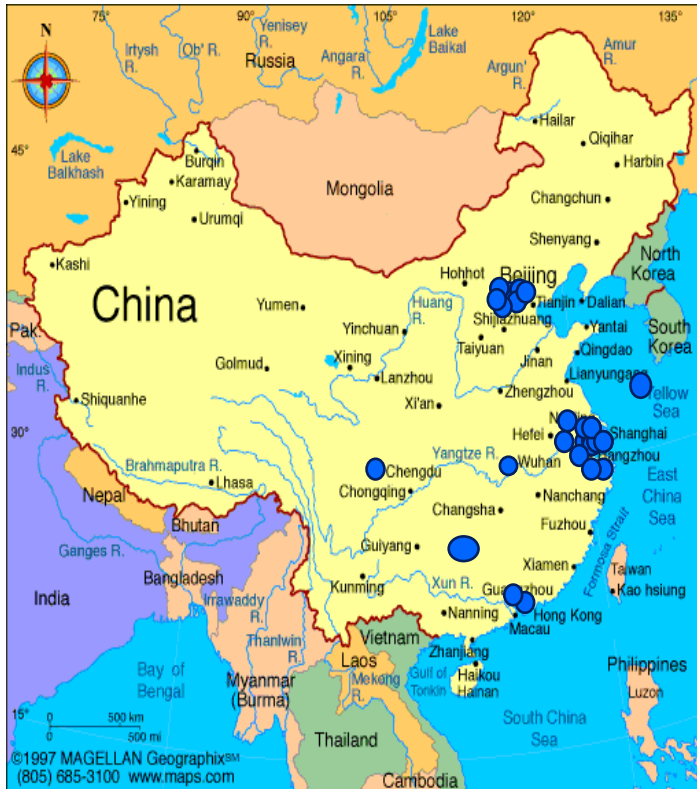 75°
90°
105°
120°
135°
N
Irtysh
R.
Ob' R.
Yenisey
R.
Russia
Angara
R.
Lake
Baikal
Argun'
R.
Amur
R.
45°
Lake
Balkhash
Burqin
Karamay
Yining
Urumqi
Kashi
Mongolia
Hailar
Qiqihar
Harbin
Changchun
Shenyang
North
Korea
South
Korea
China
Hohhot
Beijing
Yumen
Huang
R.
Tianjin
Dalian
Shijiazhuang
Yantai
Yinchuan
Taiyuan
Qingdao
Pak.
Xining
Jinan
Golmud
Lanzhou
Lianyungang
Indus
R.
Shiquanhe
Zhengzhou
Yellow
Sea
Xi'an
30°
Hefei
Shanghai
Brahmaputra R.
Yangtze R.
Wuhan
Chengdu
Lhasa
Chongqing
Nanchang
East
China
Sea
Nepal
Changsha
Bhutan
Fuzhou
Ganges R.
Guiyang
Formosa Strait
Xiamen
Taiwan
Bangladesh
Kunming
Xun R.
Kao hsiung
India
Irrawaddy
R.
Nanning
Hong Kong
Macau
Vietnam
Thanlwin
R.
Zhanjiang
Laos
Gulf of
Tonkin
Haikou
Hainan
Mekong
R.
Philippines
Luzon
Bay of
Bengal
Myanmar
(Burma)
15°
0
500 km
500 mi
South China
Sea
Thailand
©1997 MAGELLAN Geographix℠
(805) 685-3100 www.maps.com
Cambodia